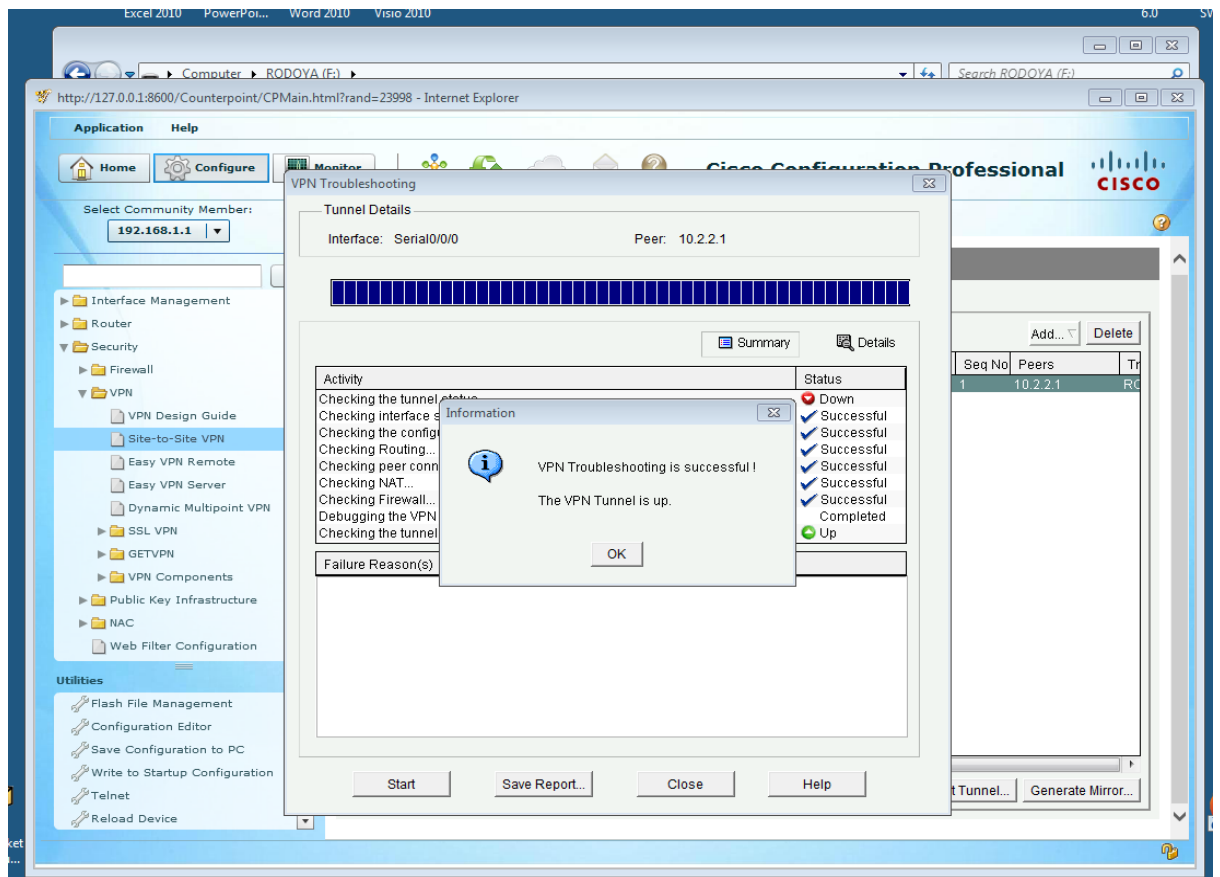 Excel 2010 PowerPoi... Word 2010 Visio 2010 6.0
Computer RODOYA (F:) Search RODOYA (F:)
http://127.0.0.1:8600/Counterpoint/CPMain.html?rand=23998 - Internet Explorer
Application Help
Home Configure Monitor Cisco Configuration Professional
CISCO
Select Community Member:
192.168.1.1
Interface Management
Router
Security
Firewall
VPN
VPN Design Guide
Site-to-Site VPN
Easy VPN Remote
Easy VPN Server
Dynamic Multipoint VPN
SSL VPN
GETVPN
VPN Components
Public Key Infrastructure
NAC
Web Filter Configuration
Utilities
Flash File Management
Configuration Editor
Save Configuration to PC
Write to Startup Configuration
Telnet
Reload Device
VPN Troubleshooting
Tunnel Details
Interface: Serial0/0/0 Peer: 10.2.2.1
Summary Details
Activity Status
Checking the tunnel status... Down
Checking interface s Successful
Checking the config Successful
Checking Routing... Successful
Checking peer conn Successful
Checking NAT... Successful
Checking Firewall... Successful
Debugging the VPN Completed
Checking the tunnel Up
Failure Reason(s)
Information
VPN Troubleshooting is successful !
The VPN Tunnel is up.
OK
Start Save Report... Close Help
Add... Delete
Seq No Peers Tr
1 10.2.2.1 RO
t Tunnel... Generate Mirror...